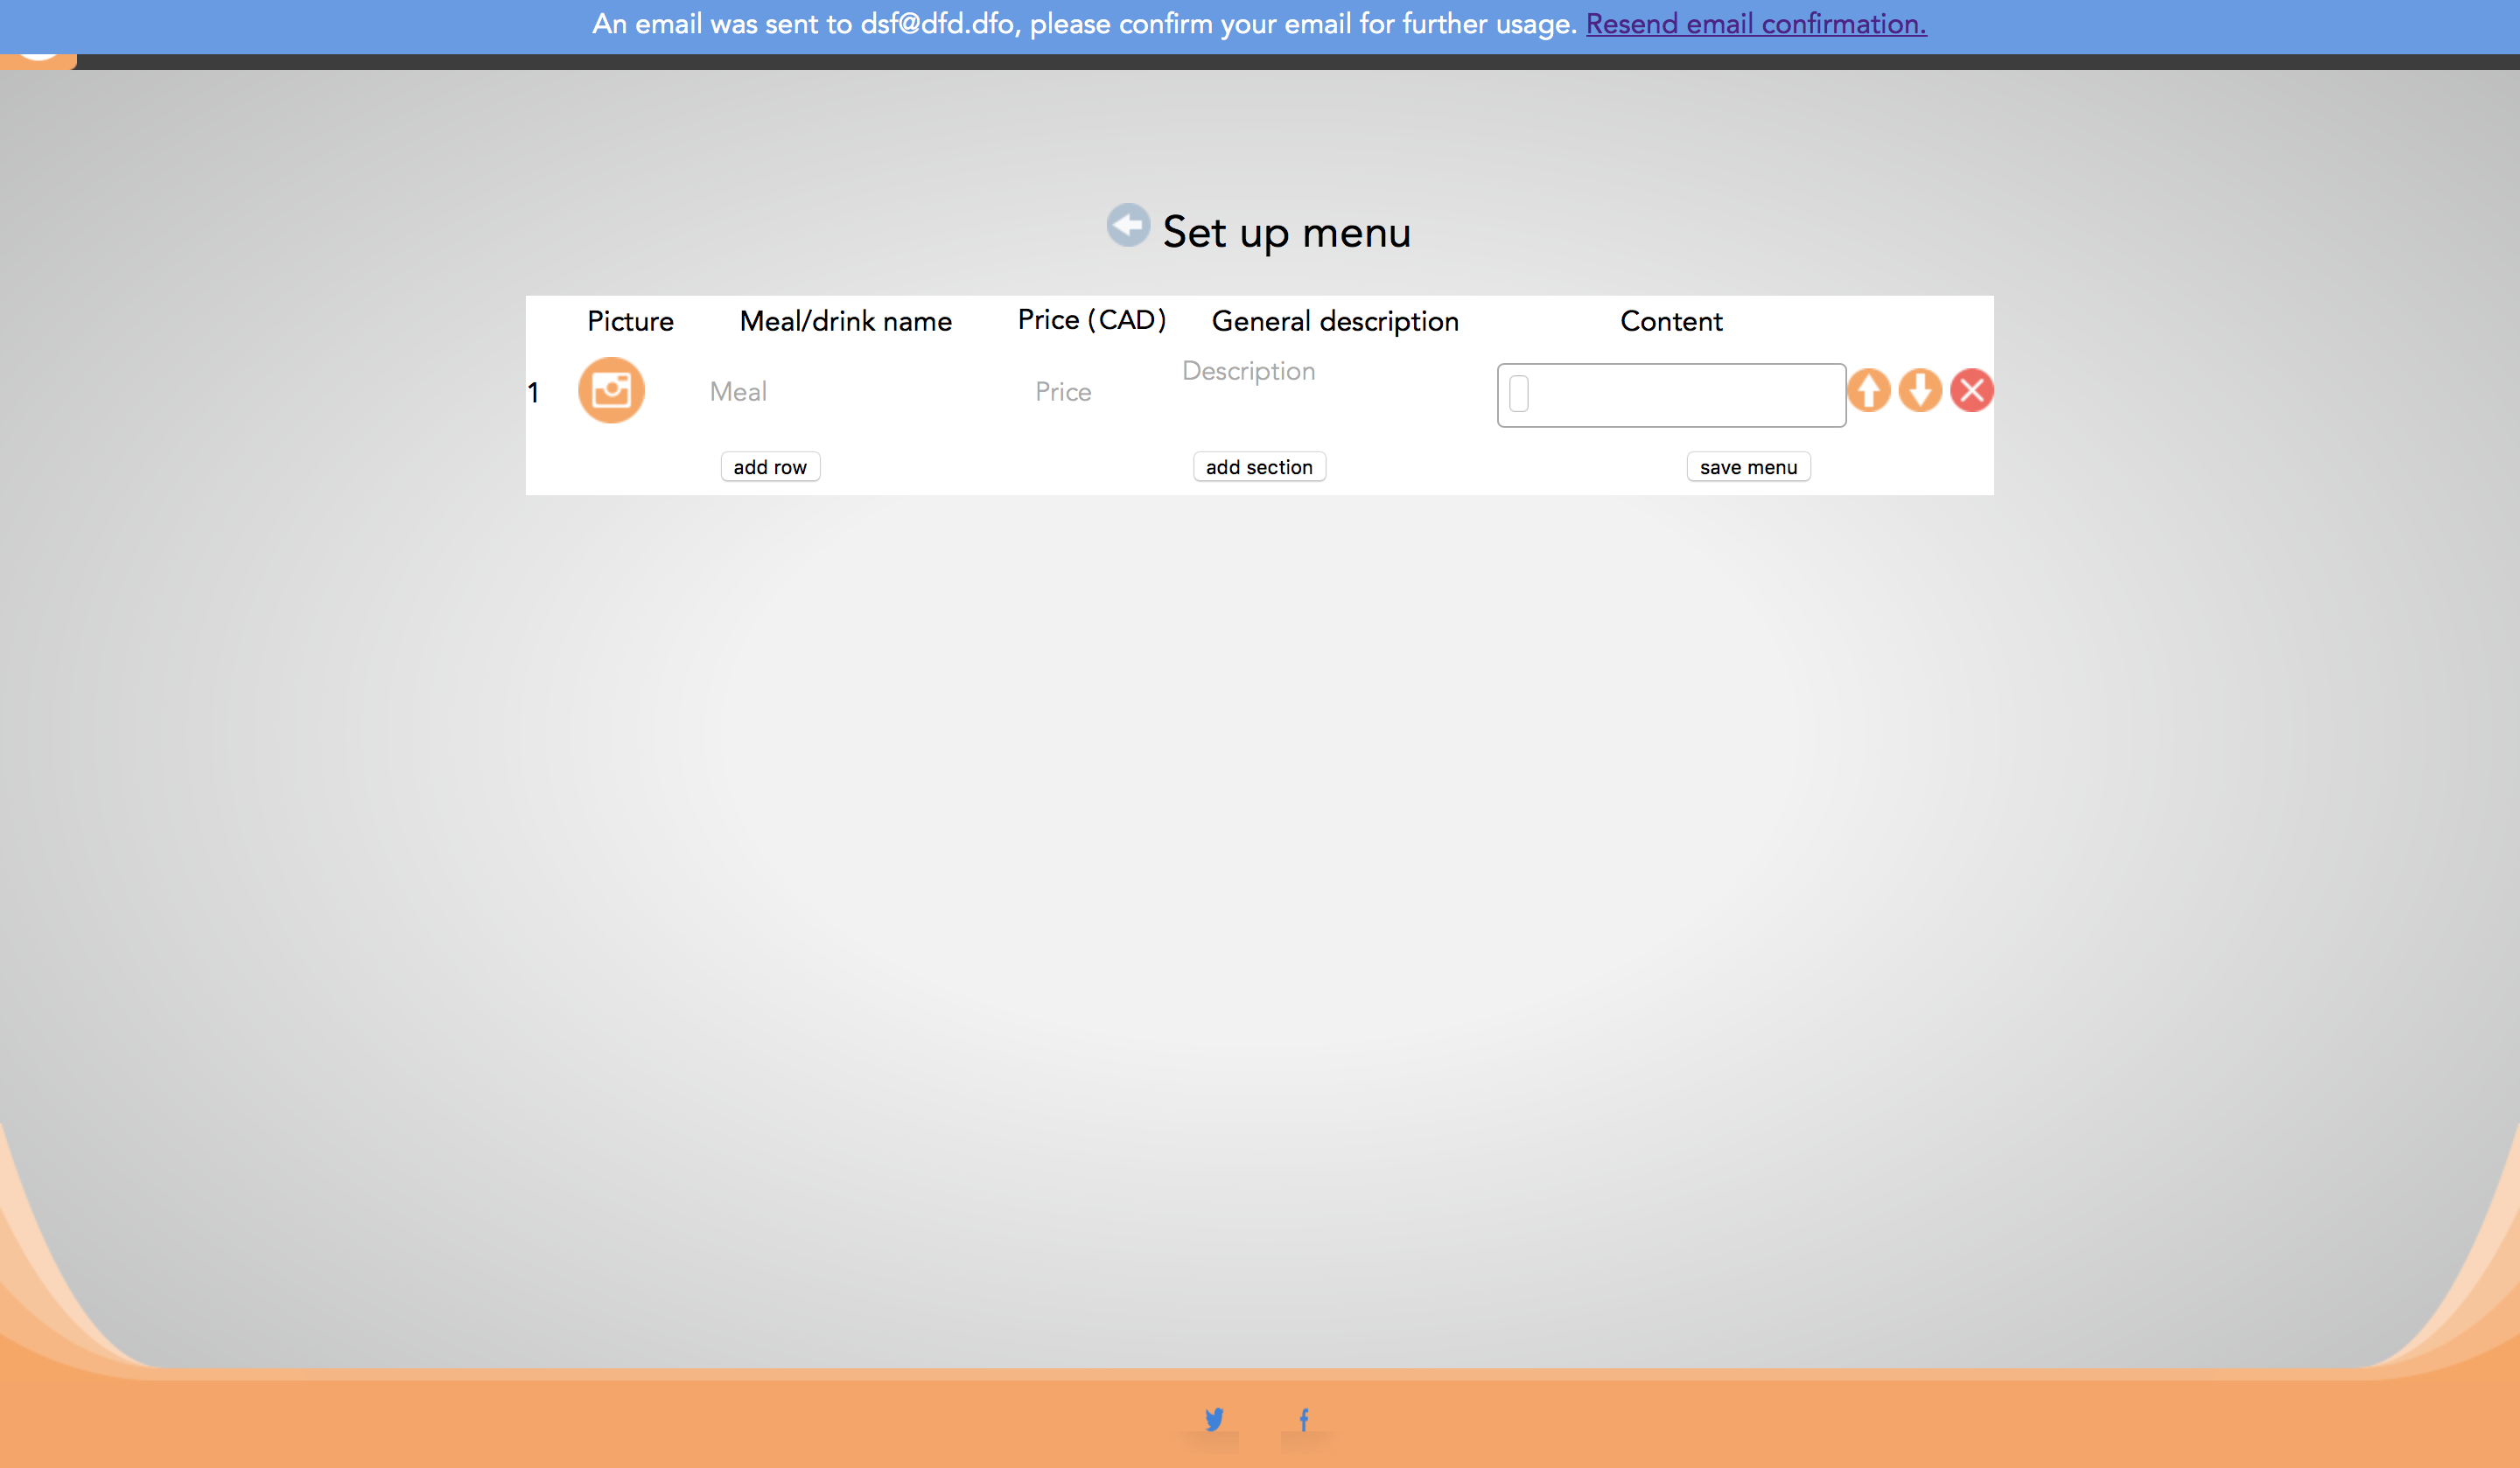 An email was sent to dsf@dfd.dfo, please confirm your email for further usage. Resend email confirmation.
Set up menu
Picture Meal/drink name Price (CAD) General description Content
1 Meal Price Description
add row add section save menu